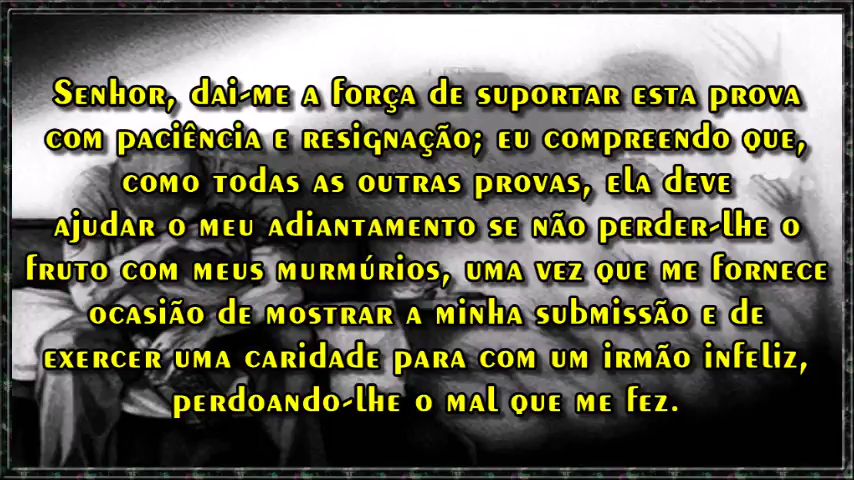 Senhor, dai-me a força de suportar esta prova
com paciência e resignação; eu compreendo que,
como todas as outras provas, ela deve
ajudar o meu adiantamento se não perder-lhe o
fruto com meus murmúrios, uma vez que me fornece
ocasião de mostrar a minha submissão e de
exercer uma caridade para com um irmão infeliz,
perdoando-lhe o mal que me fez.